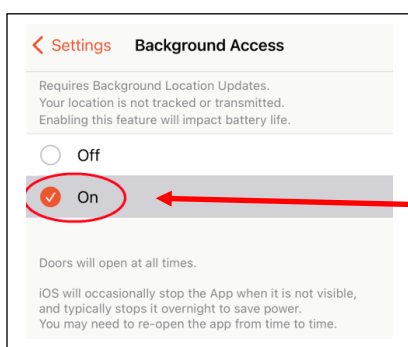 Settings Background Access
Requires Background Location Updates.
Your location is not tracked or transmitted.
Enabling this feature will impact battery life.
Off
On
Doors will open at all times.
iOS will occasionally stop the App when it is not visible,
and typically stops it overnight to save power.
You may need to re-open the app from time to time.